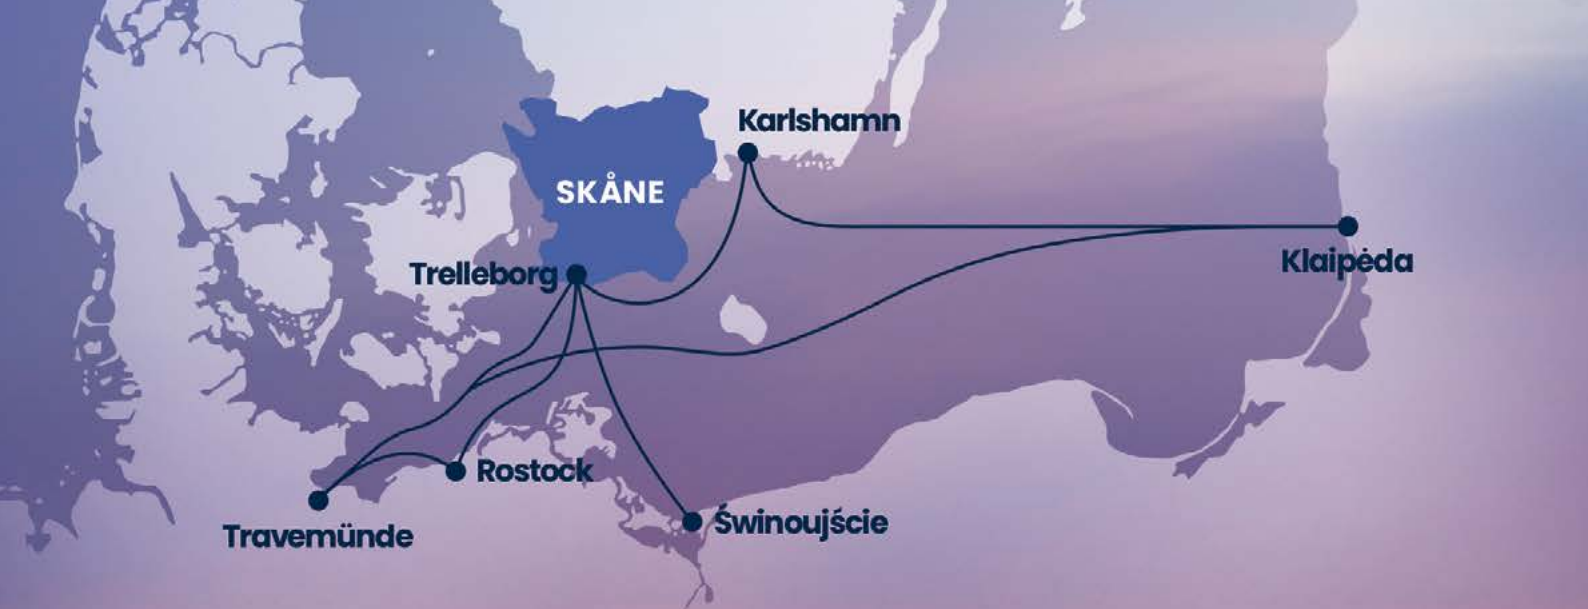 Karlshamn
SKÅNE
Klaipėda
Trelleborg
Rostock
Świnoujście
Travemünde